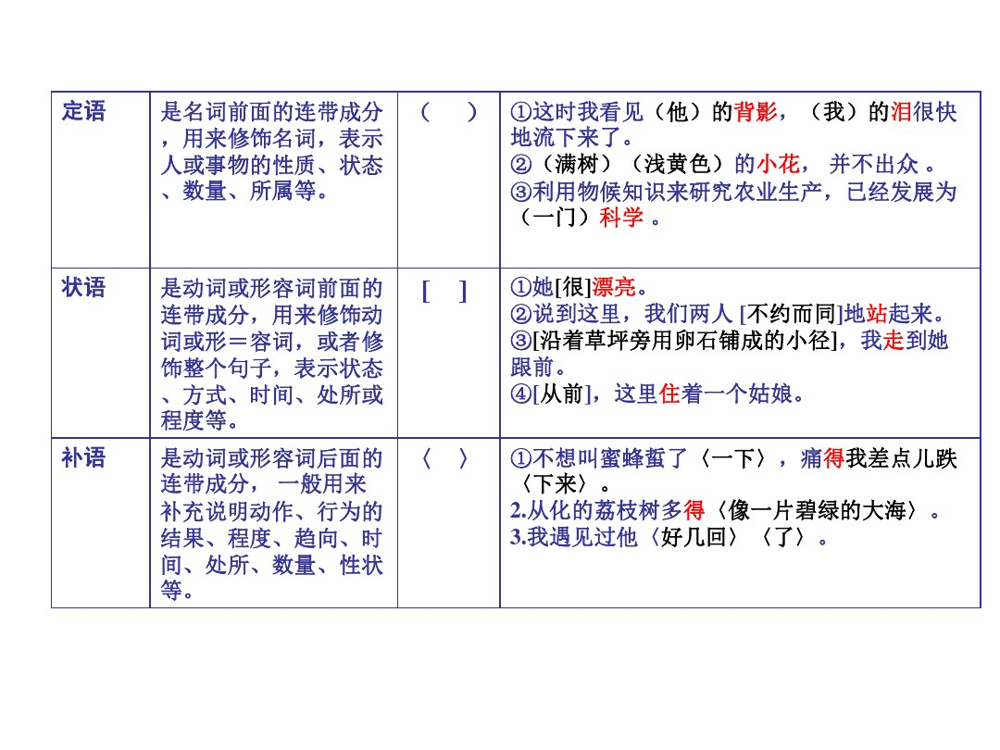 定语
是名词前面的连带成分
，用来修饰名词，表示
人或事物的性质、状态
、数量、所属等。
（ ）
①这时我看见（他）的背影，（我）的泪很快
地流下来了。
②（满树）（浅黄色）的小花， 并不出众 。
③利用物候知识来研究农业生产，已经发展为
（一门）科学 。
状语
是动词或形容词前面的
连带成分，用来修饰动
词或形＝容词，或者修
饰整个句子，表示状态
、方式、时间、处所或
程度等。
[ ]
①她[很]漂亮。
②说到这里，我们两人 [不约而同]地站起来。
③[沿着草坪旁用卵石铺成的小径]，我走到她
跟前。
④[从前]，这里住着一个姑娘。
补语
是动词或形容词后面的
连带成分， 一般用来
补充说明动作、行为的
结果、程度、趋向、时
间、处所、数量、性状
等。
〈 〉
①不想叫蜜蜂蜇了〈一下〉，痛得我差点儿跌
〈下来〉。
2.从化的荔枝树多得〈像一片碧绿的大海〉。
3.我遇见过他〈好几回〉〈了〉。